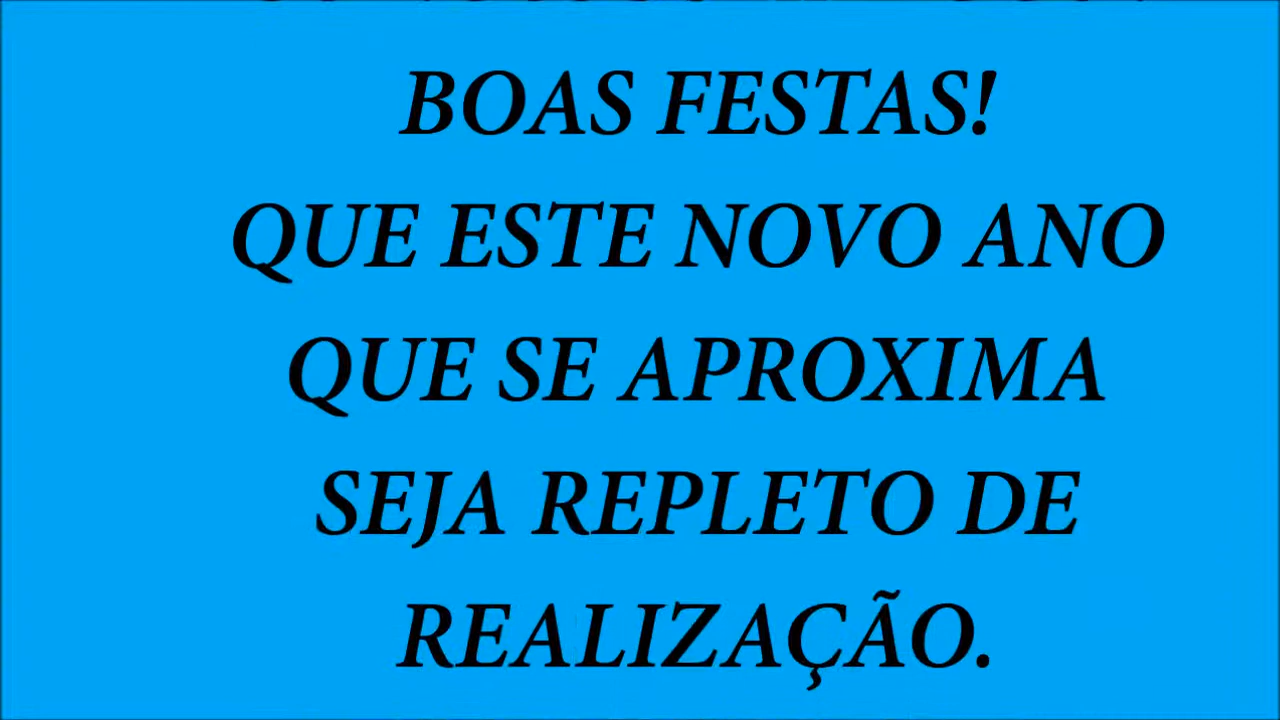 BOAS FESTAS!
QUE ESTE NOVO ANO
QUE SE APROXIMA
SEJA REPLETO DE
REALIZAÇÃO.